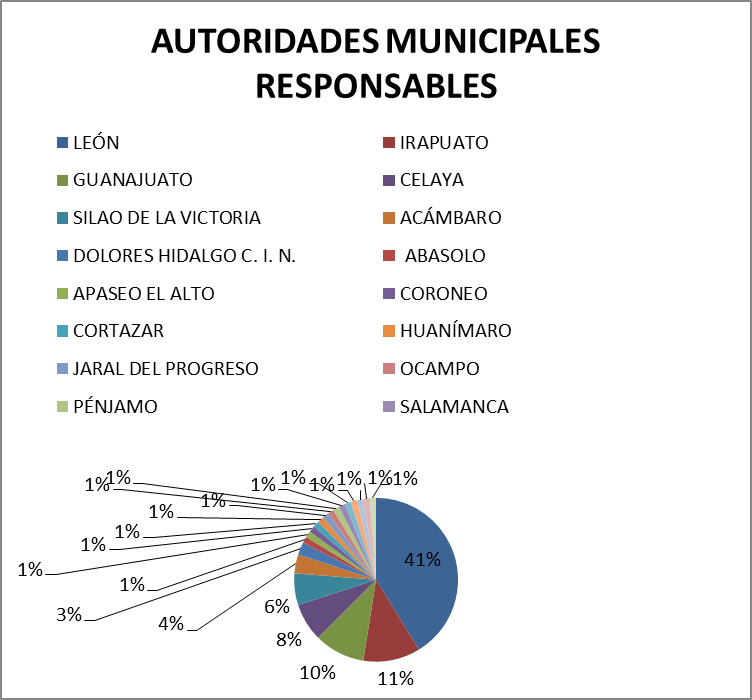 AUTORIDADES MUNICIPALES
RESPONSABLES
LEÓN
IRAPUATO
GUANAJUATO
CELAYA
SILAO DE LA VICTORIA
ACÁMBARO
DOLORES HIDALGO C. I. N.
ABASOLO
APASEO EL ALTO
CORONEO
CORTAZAR
HUANÍMARO
JARAL DEL PROGRESO
OCAMPO
PÉNJAMO
SALAMANCA
1%
1%
1%
1%
1%
1%
1%
1%
1%
1%
1%
1%
1%
1%
3%
4%
6%
8%
10%
11%
41%